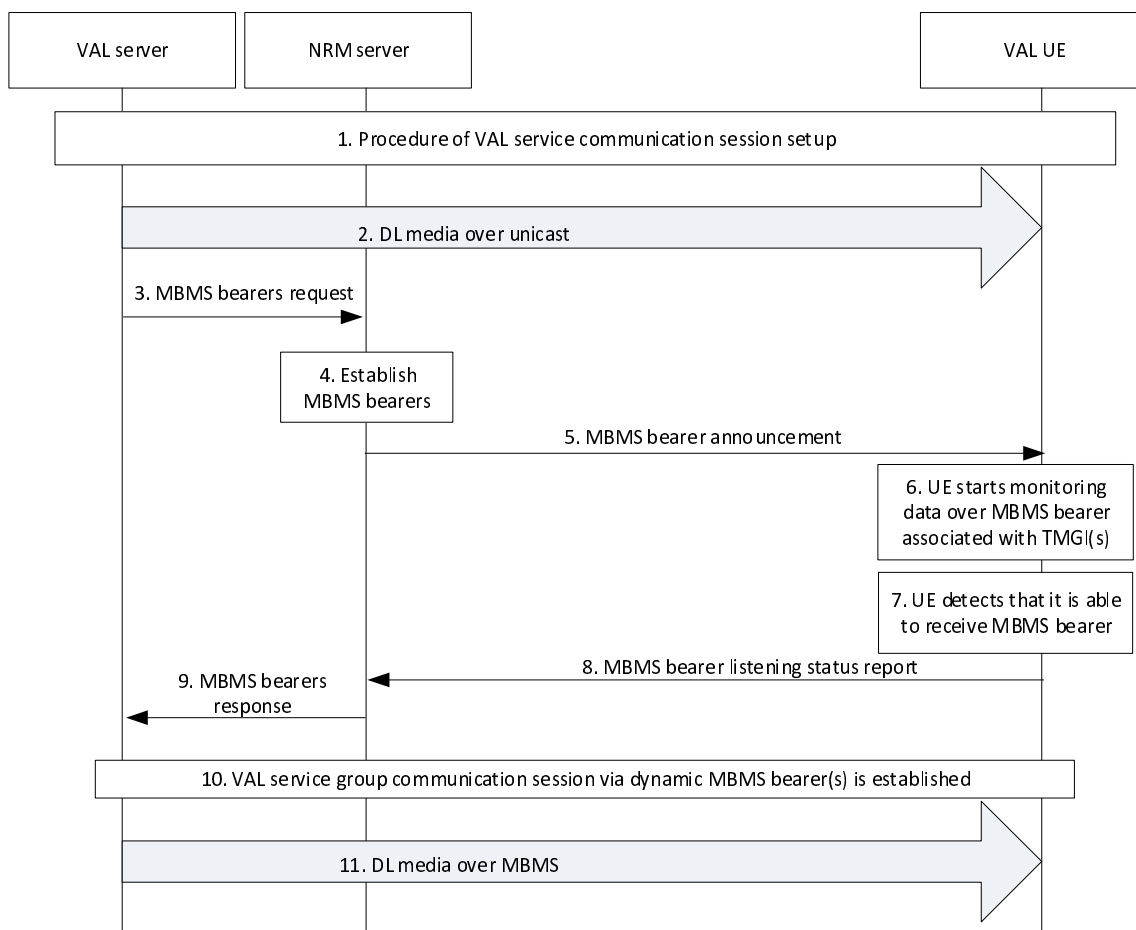 VAL server
NRM server
VAL UE
1. Procedure of VAL service communication session setup
2. DL media over unicast
3. MBMS bearers request
4. Establish
MBMS bearers
5. MBMS bearer announcement
6. UE starts monitoring
data over MBMS bearer
associated with TMGI(s)
7. UE detects that it is able
to receive MBMS bearer
8. MBMS bearer listening status report
9. MBMS bearers
response
10. VAL service group communication session via dynamic MBMS bearer(s) is established
11. DL media over MBMS